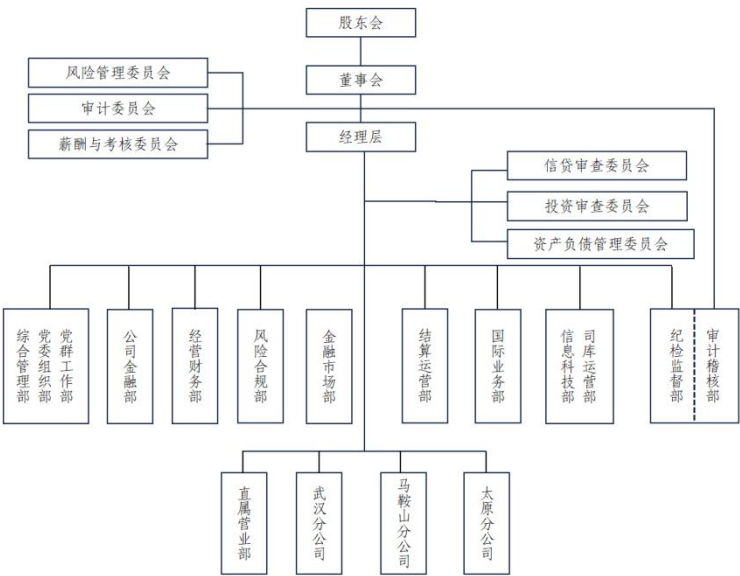 股东会
董事会
风险管理委员会
审计委员会
薪酬与考核委员会
经理层
信贷审查委员会
投资审查委员会
资产负债管理委员会
综合管理部
党委组织部
党群工作部
公司金融部
经营财务部
风险合规部
金融市场部
结算运营部
国际业务部
信息科技部
司库运营部
纪检监督部
审计稽核部
直属营业部
武汉分公司
马鞍山分公司
太原分公司